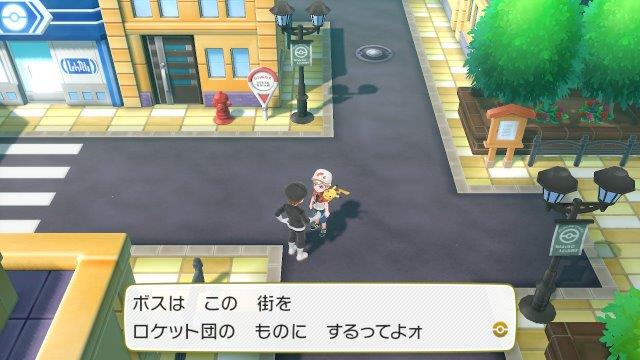 ボスは この 街を
ロケット団の ものに するってよォ